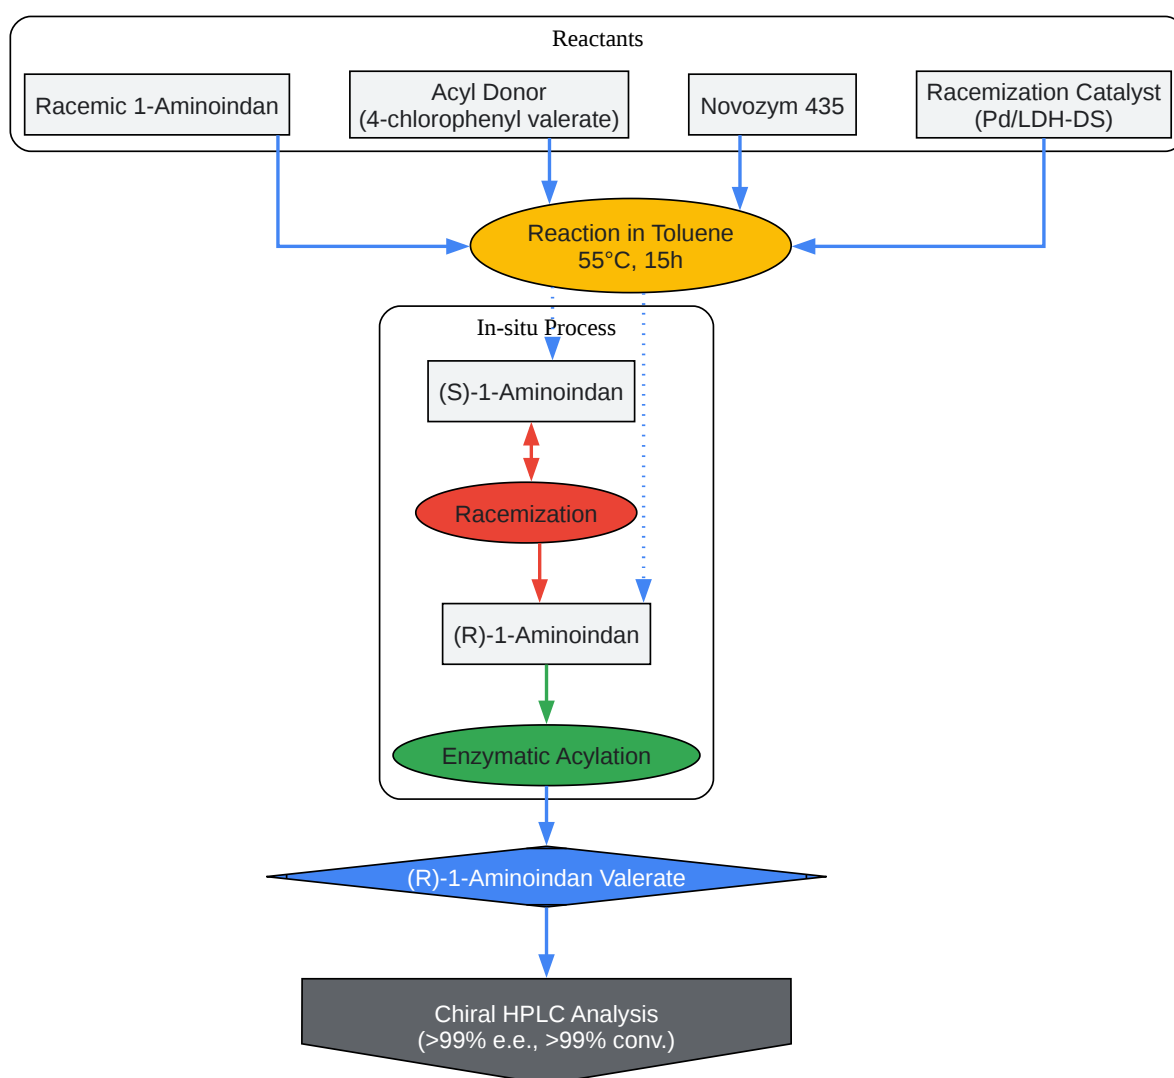 Reactants
Racemic 1-Aminoindan
Acyl Donor
(4-chlorophenyl valerate)
Novozym 435
Racemization Catalyst
(Pd/LDH-DS)
Reaction in Toluene
55°C, 15h
In-situ Process
(S)-1-Aminoindan
Racemization
(R)-1-Aminoindan
Enzymatic Acylation
(R)-1-Aminoindan Valerate
Chiral HPLC Analysis
(>99% e.e., >99% conv.)